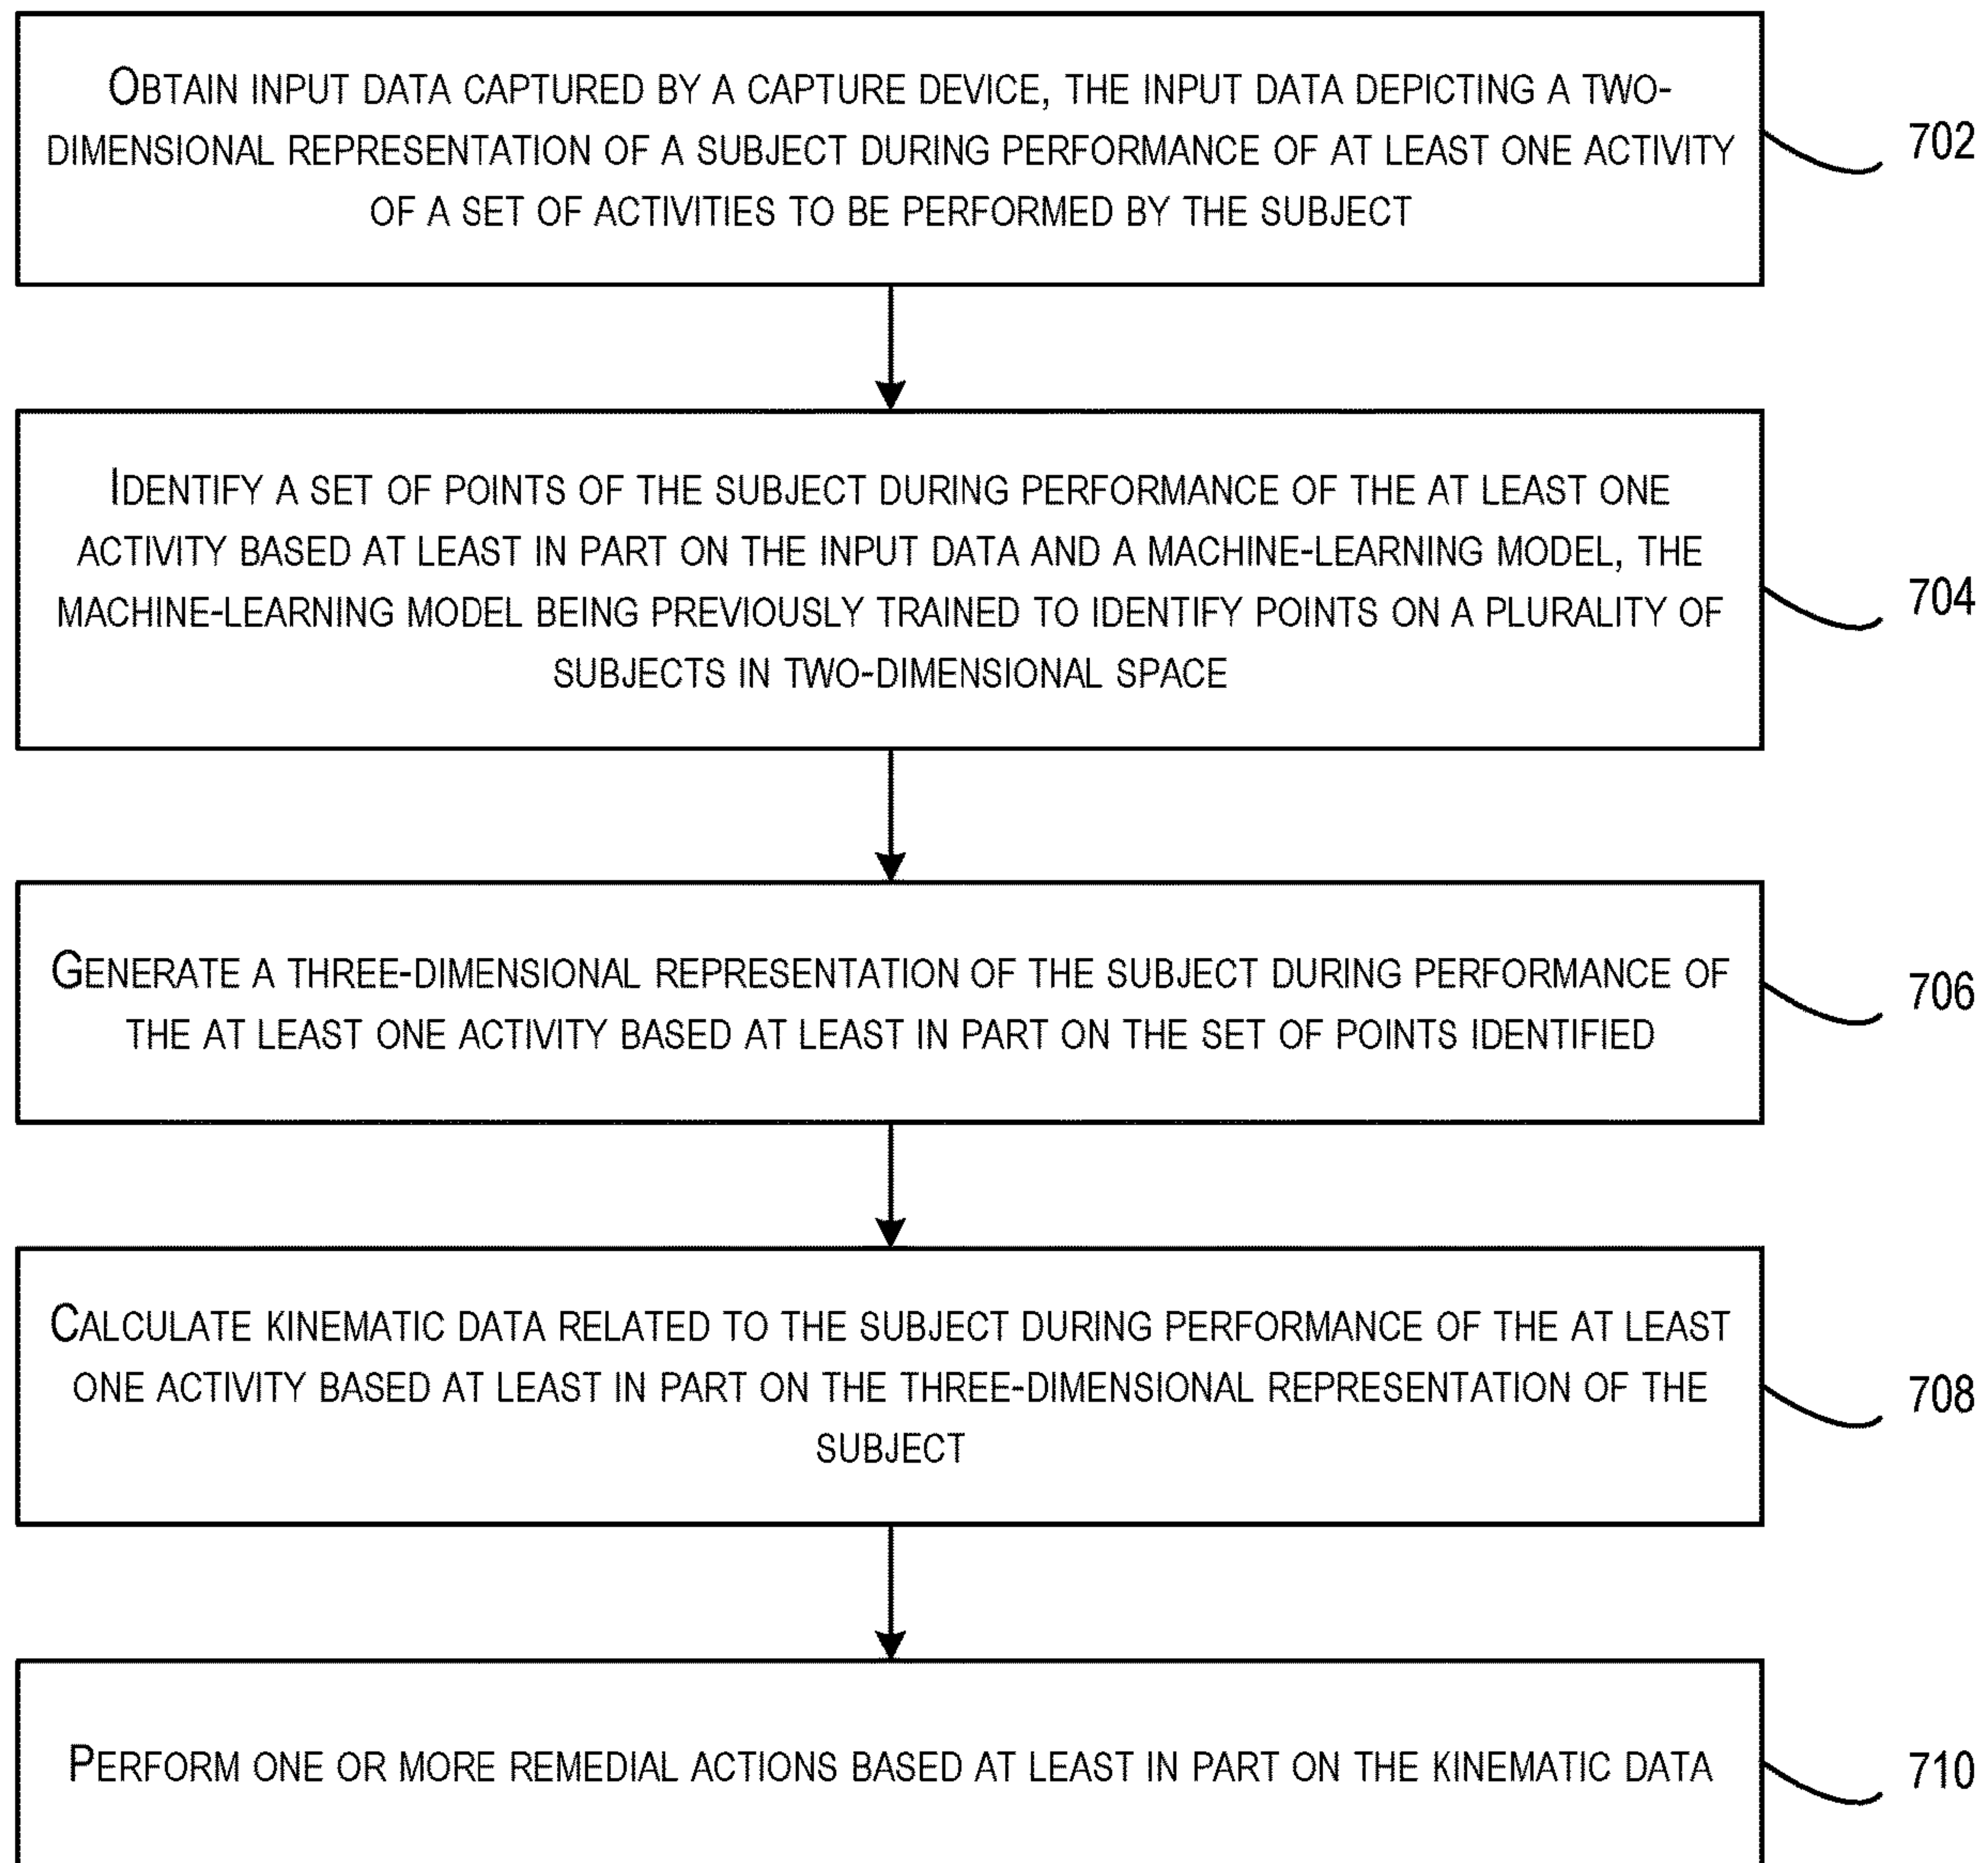 OBTAIN INPUT DATA CAPTURED BY A CAPTURE DEVICE, THE INPUT DATA DEPICTING A TWO-
DIMENSIONAL REPRESENTATION OF A SUBJECT DURING PERFORMANCE OF AT LEAST ONE ACTIVITY
OF A SET OF ACTIVITIES TO BE PERFORMED BY THE SUBJECT
702
IDENTIFY A SET OF POINTS OF THE SUBJECT DURING PERFORMANCE OF THE AT LEAST ONE
ACTIVITY BASED AT LEAST IN PART ON THE INPUT DATA AND A MACHINE-LEARNING MODEL, THE
MACHINE-LEARNING MODEL BEING PREVIOUSLY TRAINED TO IDENTIFY POINTS ON A PLURALITY OF
SUBJECTS IN TWO-DIMENSIONAL SPACE
704
GENERATE A THREE-DIMENSIONAL REPRESENTATION OF THE SUBJECT DURING PERFORMANCE OF
THE AT LEAST ONE ACTIVITY BASED AT LEAST IN PART ON THE SET OF POINTS IDENTIFIED
706
CALCULATE KINEMATIC DATA RELATED TO THE SUBJECT DURING PERFORMANCE OF THE AT LEAST
ONE ACTIVITY BASED AT LEAST IN PART ON THE THREE-DIMENSIONAL REPRESENTATION OF THE
SUBJECT
708
PERFORM ONE OR MORE REMEDIAL ACTIONS BASED AT LEAST IN PART ON THE KINEMATIC DATA
710